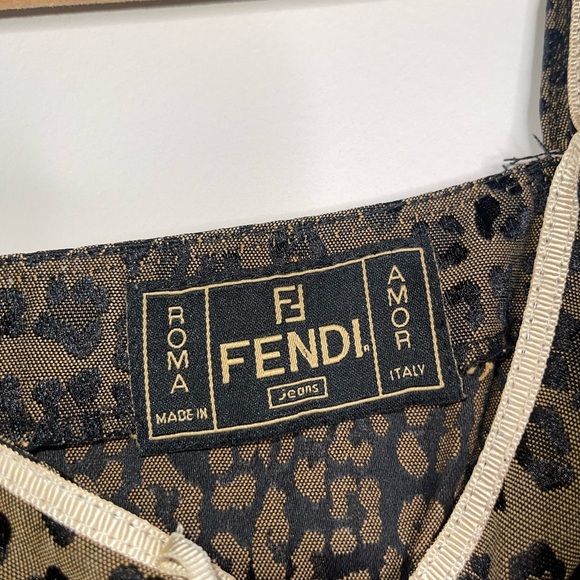 ROMA
MADE IN
FF
FENDI®
jeans
AMOR
ITALY